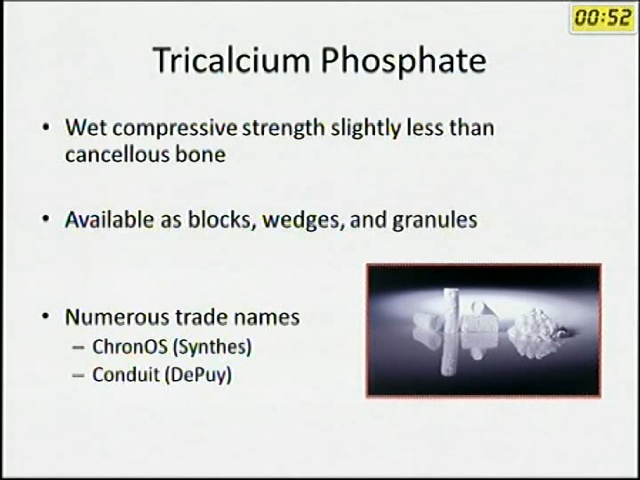 00:52
Tricalcium Phosphate
• Wet compressive strength slightly less than
cancellous bone
• Available as blocks, wedges, and granules
• Numerous trade names
– ChronOS (Synthes)
– Conduit (DePuy)